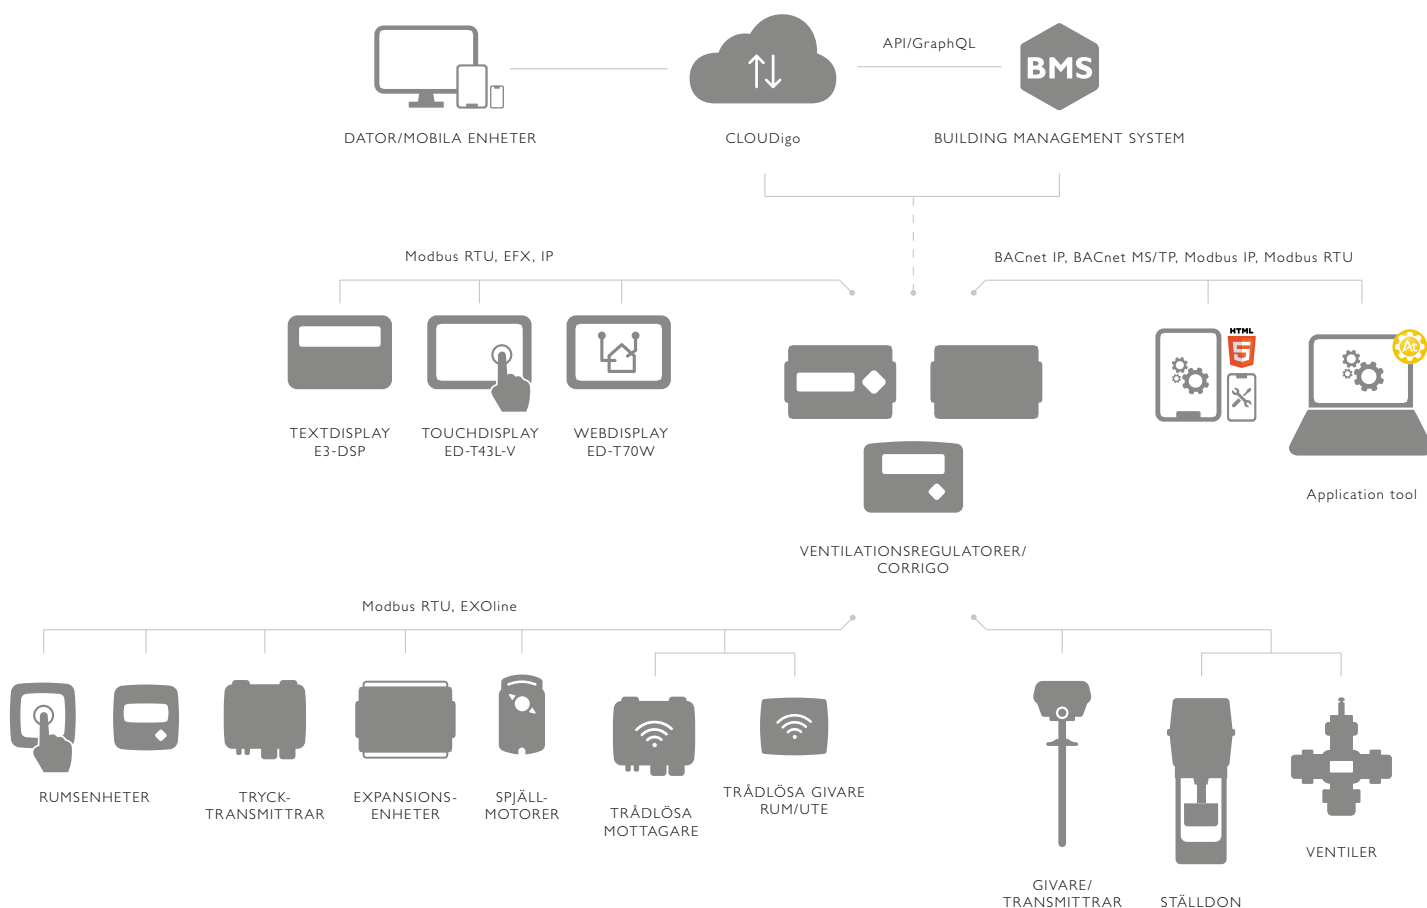 API/GraphQL
BMS
DATOR/MOBILA ENHETER
CLOUDigo
BUILDING MANAGEMENT SYSTEM
Modbus RTU, EFX, IP
BACnet IP, BACnet MS/TP, Modbus IP, Modbus RTU
HTML
5
At
TEXTDISPLAY
E3-DSP
TOUCHDISPLAY
ED-T43L-V
WEBDISPLAY
ED-T70W
Application tool
VENTILATIONSREGULATORER/
CORRIGO
Modbus RTU, EXOline
RUMSENHETER
TRYCK-
TRANSMITTRAR
EXPANSIONS-
ENHETER
SPJÄLL-
MOTORER
TRÅDLÖSA
MOTTAGARE
TRÅDLÖSA GIVARE
RUM/UTE
GIVARE/
TRANSMITTRAR
STÄLLDON
VENTILER